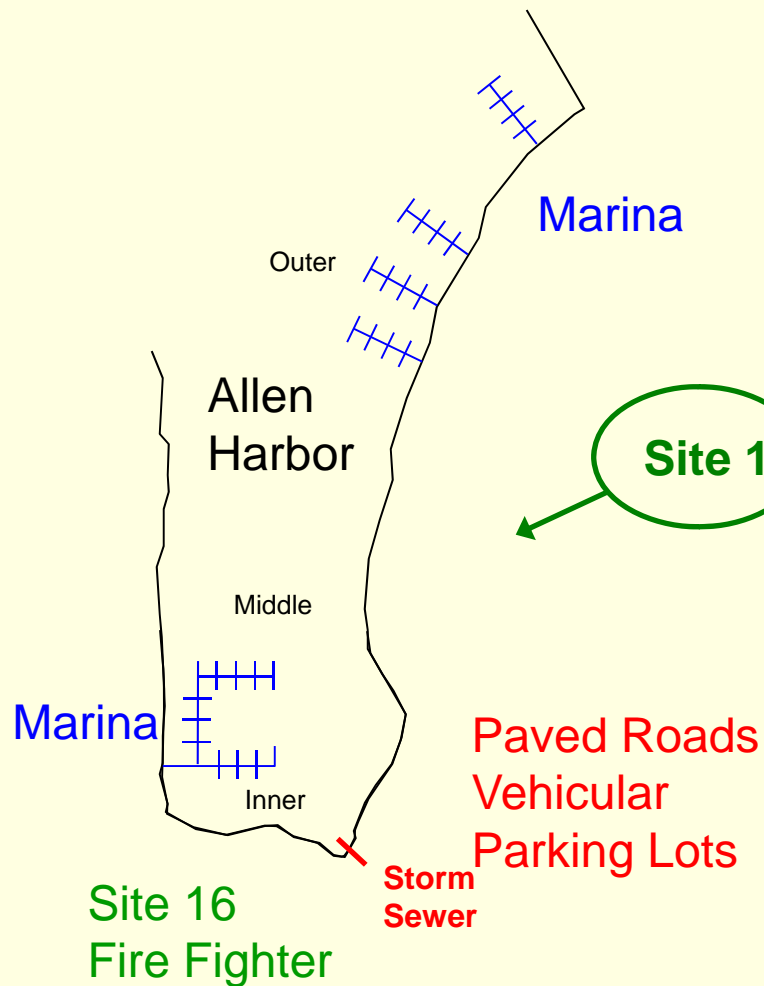 Marina
Outer
Allen
Harbor
Site 1
Middle
Marina
Paved Roads
Vehicular
Parking Lots
Inner
Storm
Sewer
Site 16
Fire Fighter